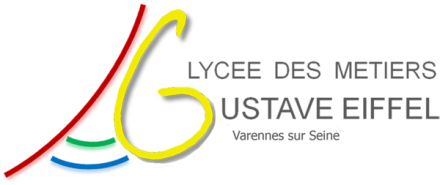 LYCEE DES METIERS
GUSTAVE EIFFEL
Varennes sur Seine